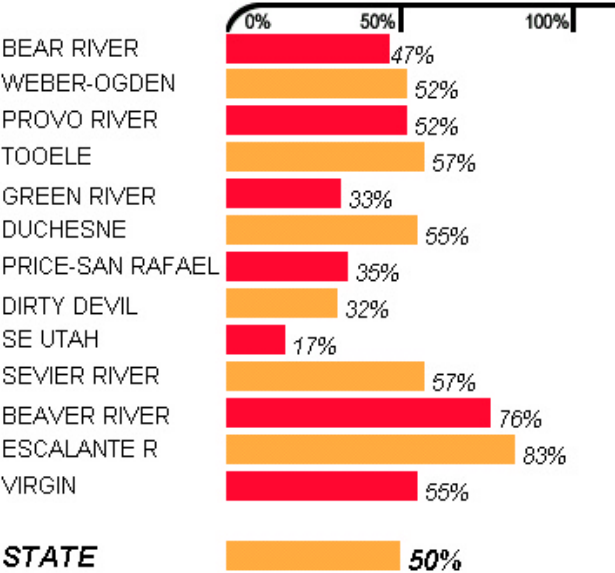 0% 50% 100%
BEAR RIVER 47%
WEBER-OGDEN 52%
PROVO RIVER 52%
TOOELE 57%
GREEN RIVER 33%
DUCHESNE 55%
PRICE-SAN RAFAEL 35%
DIRTY DEVIL 32%
SE UTAH 17%
SEVIER RIVER 57%
BEAVER RIVER 76%
ESCALANTE R 83%
VIRGIN 55%
STATE 50%